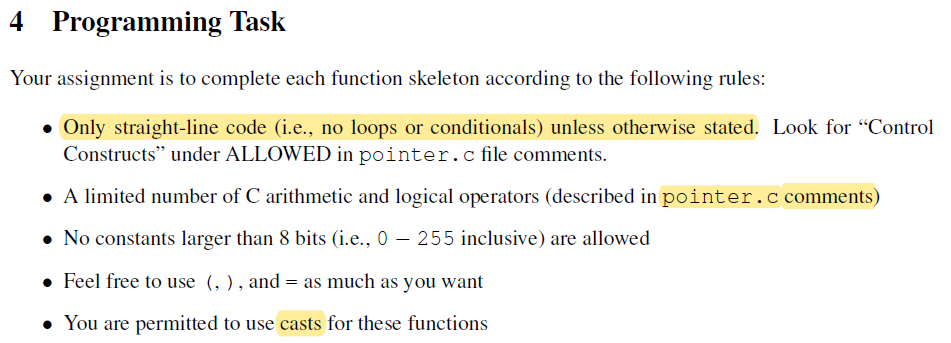 4 Programming Task
Your assignment is to complete each function skeleton according to the following rules:
• Only straight-line code (i.e., no loops or conditionals) unless otherwise stated. Look for “Control
Constructs” under ALLOWED in pointer.c file comments.
• A limited number of C arithmetic and logical operators (described in pointer.c comments)
• No constants larger than 8 bits (i.e., 0 – 255 inclusive) are allowed
• Feel free to use (, ), and = as much as you want
• You are permitted to use casts for these functions